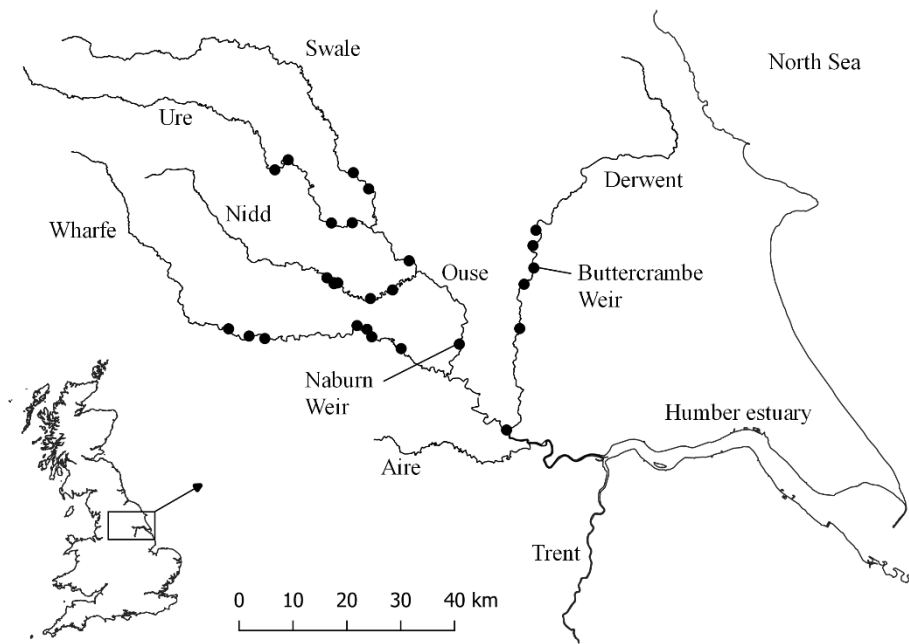 Swale
North Sea
Ure
Derwent
Nidd
Wharfe
Ouse
Buttercrambe
Weir
Naburn
Weir
Humber estuary
Aire
Trent
0 10 20 30 40 km